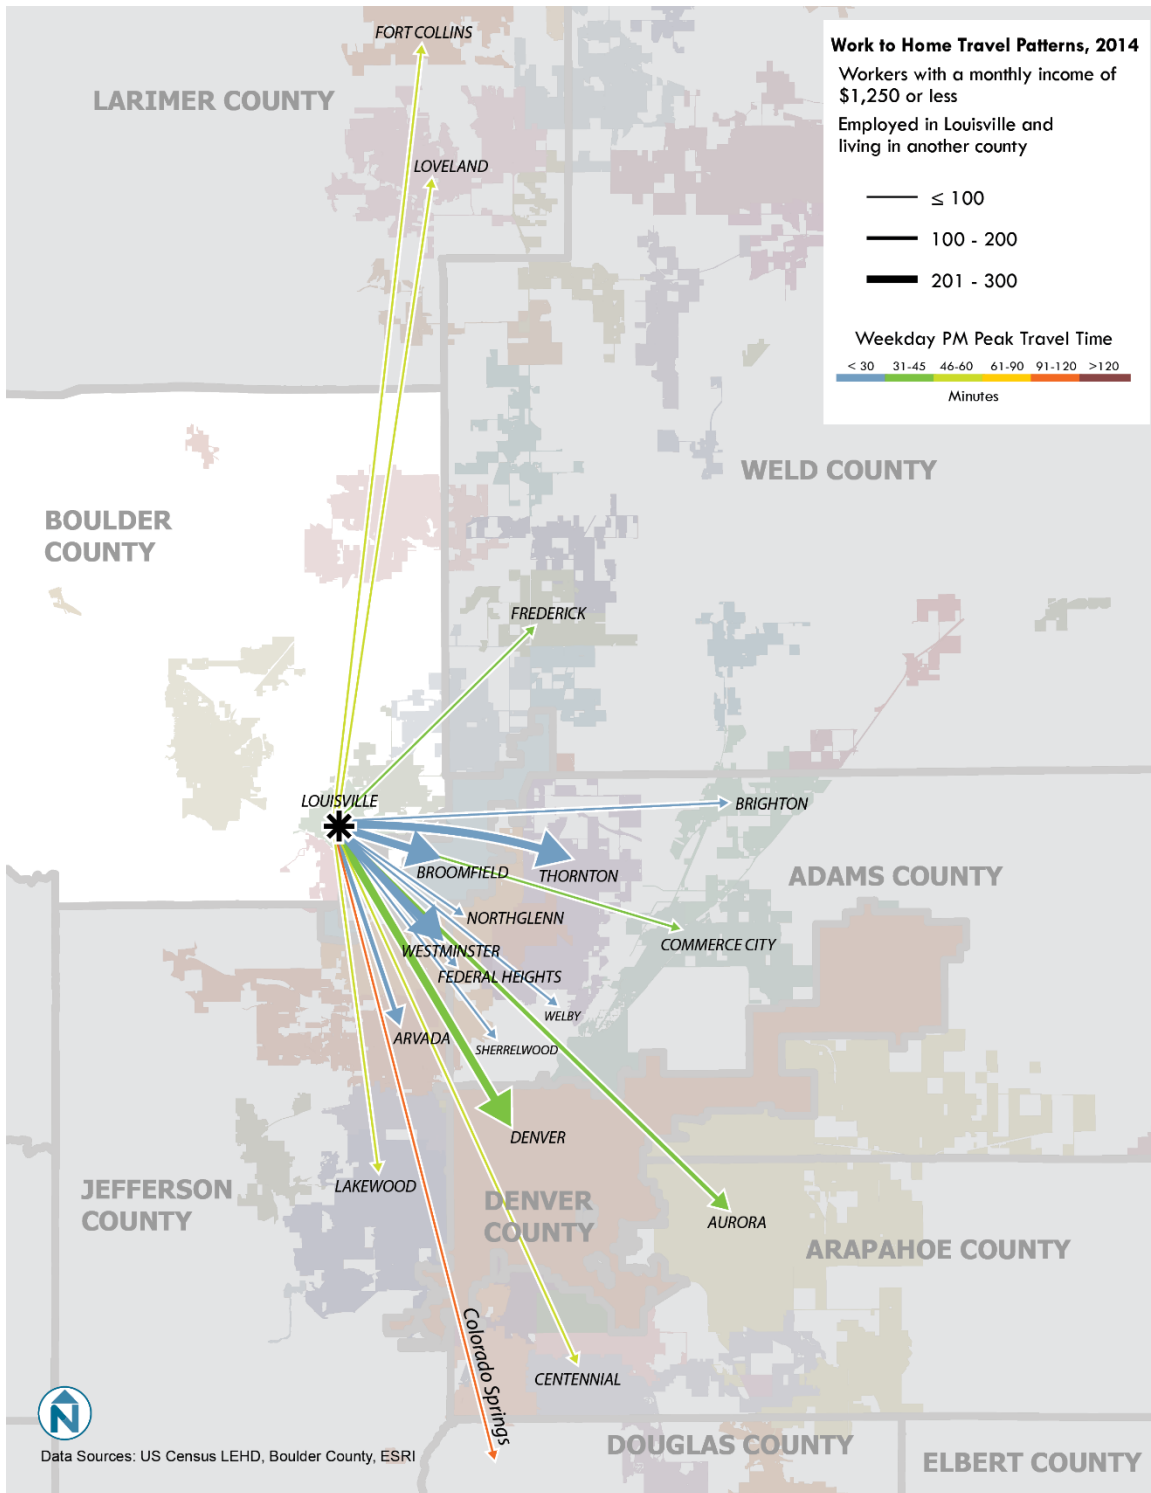 FORT COLLINS
Work to Home Travel Patterns, 2014
Workers with a monthly income of
$1,250 or less
Employed in Louisville and
living in another county
≤ 100
100 - 200
201 - 300
Weekday PM Peak Travel Time
< 30 31-45 46-60 61-90 91-120 >120
Minutes
LARIMER COUNTY
LOVELAND
WELD COUNTY
BOULDER
COUNTY
FREDERICK
LOUISVILLE
BRIGHTON
BROOMFIELD
THORNTON
ADAMS COUNTY
NORTHGLENN
COMMERCE CITY
WESTMINSTER
FEDERAL HEIGHTS
WELBY
ARVADA
SHERRELWOOD
DENVER
LAKEWOOD
JEFFERSON
COUNTY
DENVER
COUNTY
AURORA
ARAPAHOE COUNTY
Colorado Springs
CENTENNIAL
N
Data Sources: US Census LEHD, Boulder County, ESRI
DOUGLAS COUNTY
ELBERT COUNTY